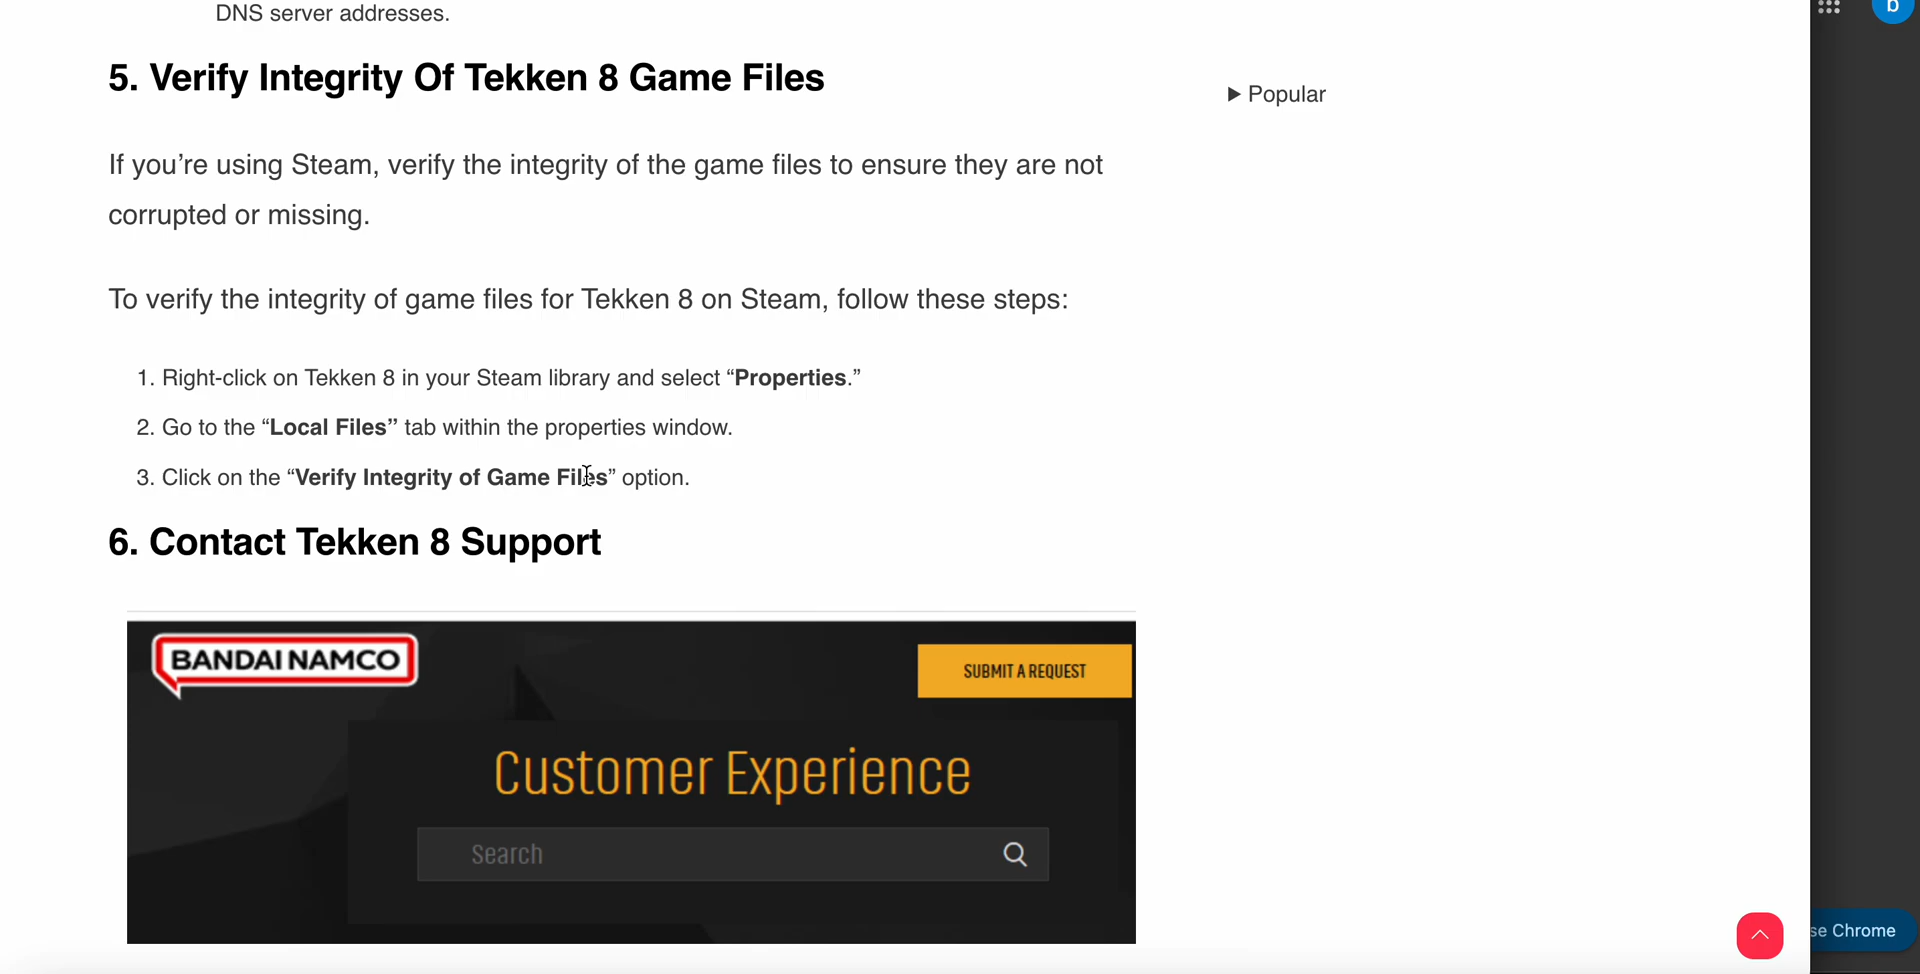 DNS server addresses.
b
5. Verify Integrity Of Tekken 8 Game Files
▶ Popular
If you’re using Steam, verify the integrity of the game files to ensure they are not
corrupted or missing.
To verify the integrity of game files for Tekken 8 on Steam, follow these steps:
1. Right-click on Tekken 8 in your Steam library and select “Properties.”
2. Go to the “Local Files” tab within the properties window.
3. Click on the “Verify Integrity of Game Files” option.
6. Contact Tekken 8 Support
BANDAI NAMCO
SUBMIT A REQUEST
Customer Experience
Search
se Chrome